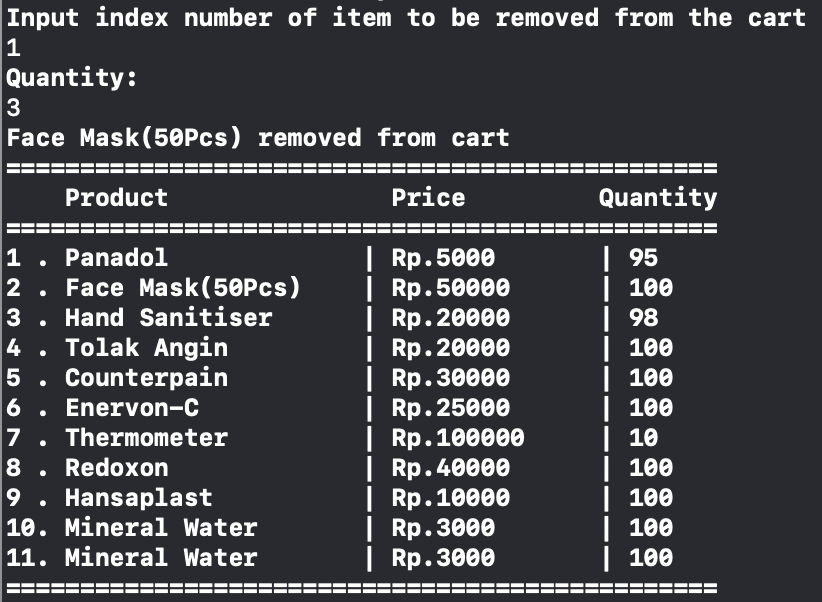 Input index number of item to be removed from the cart
1
Quantity:
3
Face Mask(50Pcs) removed from cart
================================================
Product Price Quantity
================================================
1 . Panadol | Rp.5000 | 95
2 . Face Mask(50Pcs) | Rp.50000 | 100
3 . Hand Sanitiser | Rp.20000 | 98
4 . Tolak Angin | Rp.20000 | 100
5 . Counterpain | Rp.30000 | 100
6 . Enervon-C | Rp.25000 | 100
7 . Thermometer | Rp.100000 | 10
8 . Redoxon | Rp.40000 | 100
9 . Hansaplast | Rp.10000 | 100
10. Mineral Water | Rp.3000 | 100
11. Mineral Water | Rp.3000 | 100
================================================